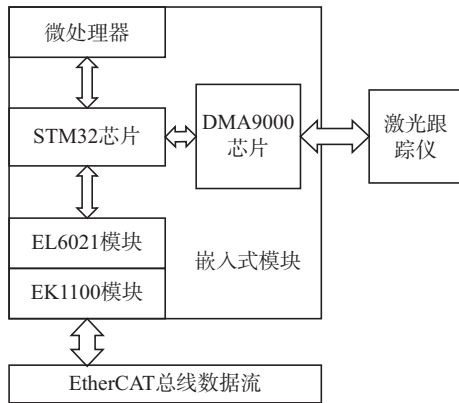 微处理器
STM32芯片
DMA9000
芯片
激光跟
踪仪
EL6021模块
嵌入式模块
EK1100模块
EtherCAT总线数据流